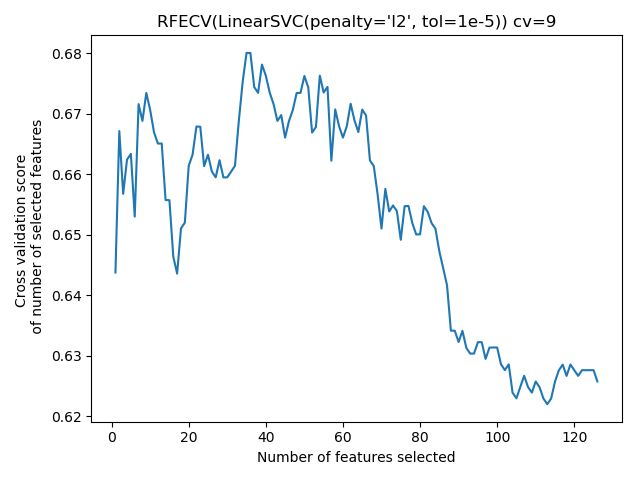 RFECV(LinearSVC(penalty='l2', tol=1e-5)) cv=9
0.68
0.67
0.66
0.65
0.64
0.63
0.62
Cross validation score
of number of selected features
0 20 40 60 80 100 120
Number of features selected